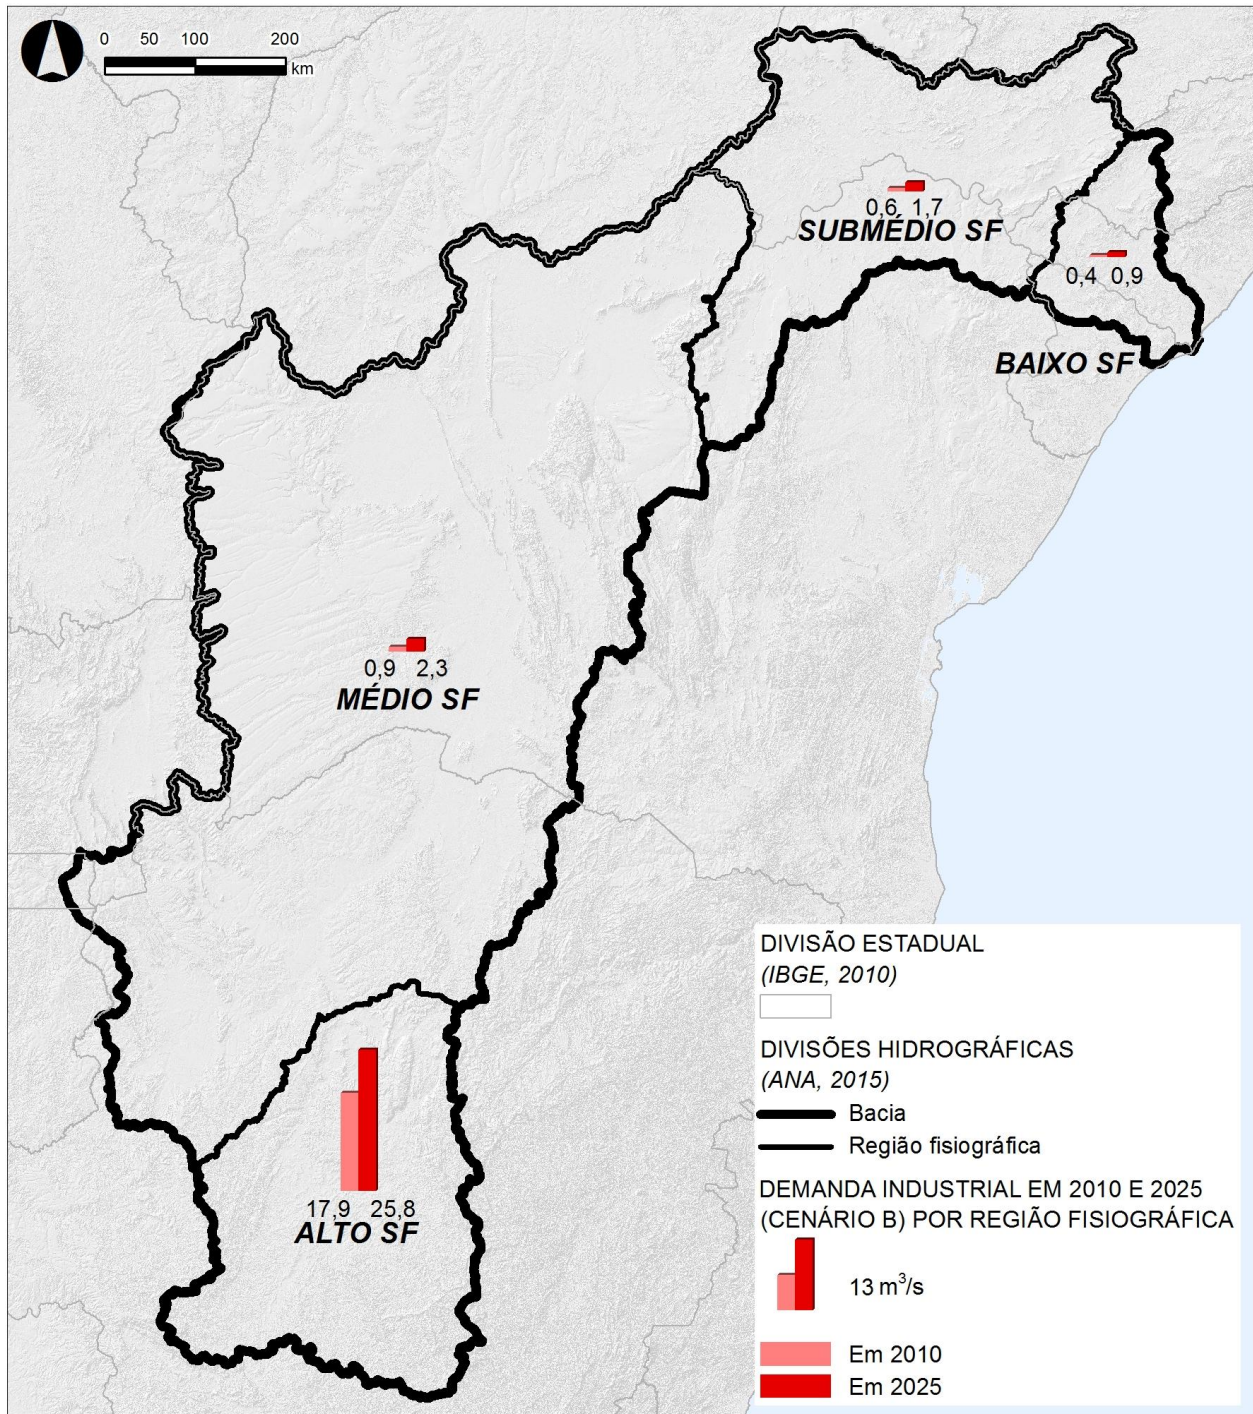 0 50 100 200
km
0,6 1,7
SUBMÉDIO SF
0,4 0,9
BAIXO SF
0,9 2,3
MÉDIO SF
17,9 25,8
ALTO SF
DIVISÃO ESTADUAL
(IBGE, 2010)
DIVISÕES HIDROGRÁFICAS
(ANA, 2015)
Bacia
Região fisiográfica
DEMANDA INDUSTRIAL EM 2010 E 2025
(CENÁRIO B) POR REGIÃO FISIOGRÁFICA
13 m³/s
Em 2010
Em 2025